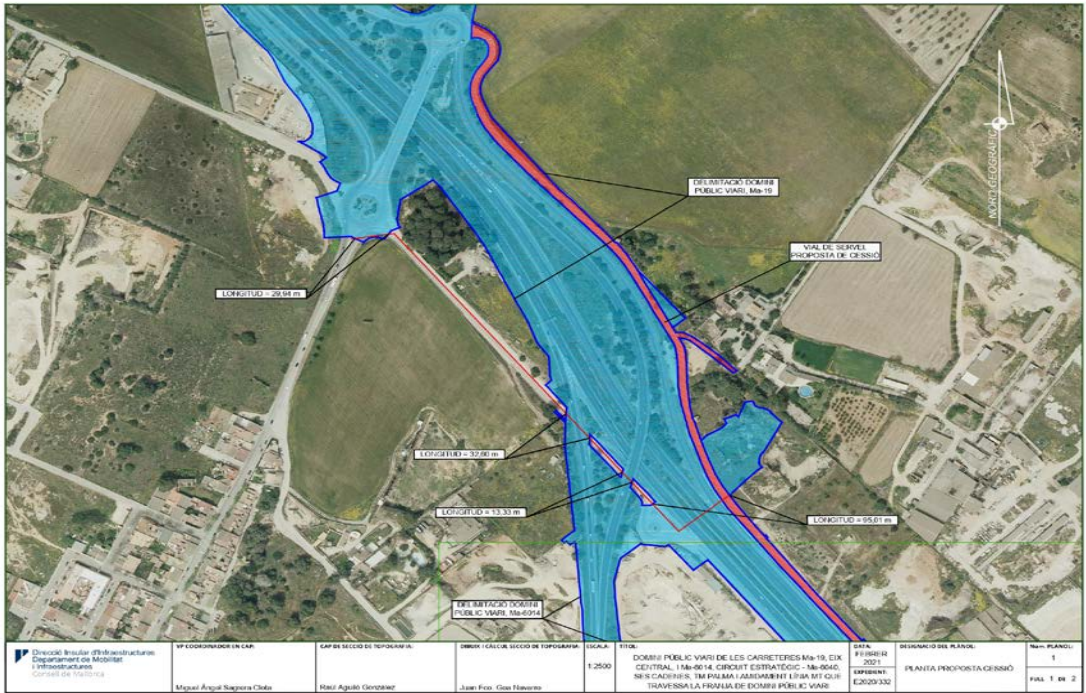 DELIMITACIÓ DOMINI
PÚBLIC VIARI, Ma-19
NORD GEOGRÀFIC
VIAL DE SERVEI,
PROPOSTA DE CESSIÓ
LONGITUD = 29,94 m
LONGITUD = 32,60 m
LONGITUD = 13,33 m
LONGITUD = 95,01 m
DELIMITACIÓ DOMINI
PÚBLIC VIARI, Ma-6014
Direcció Insular d'Infraestructures
Departament de Mobilitat
i Infraestructures
Consell de Mallorca
VP COORDINADOR EN CAP:
Miguel Ángel Sagrera Clota
CAP DE SECCIÓ DE TOPOGRAFIA:
Raul Aguiló González
DIBUIX I CÀLCUL SECCIÓ DE TOPOGRAFIA:
Juan Fco. Gea Navarro
ESCALA:
1:2500
TÍTOL:
DOMINI PÚBLIC VIARI DE LES CARRETERES Ma-19, EIX
CENTRAL, I Ma-6014, CIRCUIT ESTRATÈGIC - Ma-6040,
SES CADENES, TM PALMA I AMIDAMENT LÍNIA MT QUE
TRAVESSA LA FRANJA DE DOMINI PÚBLIC VIARI
DATA:
FEBRER
2021
EXPEDIENT:
E2020/332
DESIGNACIÓ DEL PLÀNOL:
PLANTA PROPOSTA CESSIÓ
Núm. PLÀNOL:
1
FULL 1 DE 2